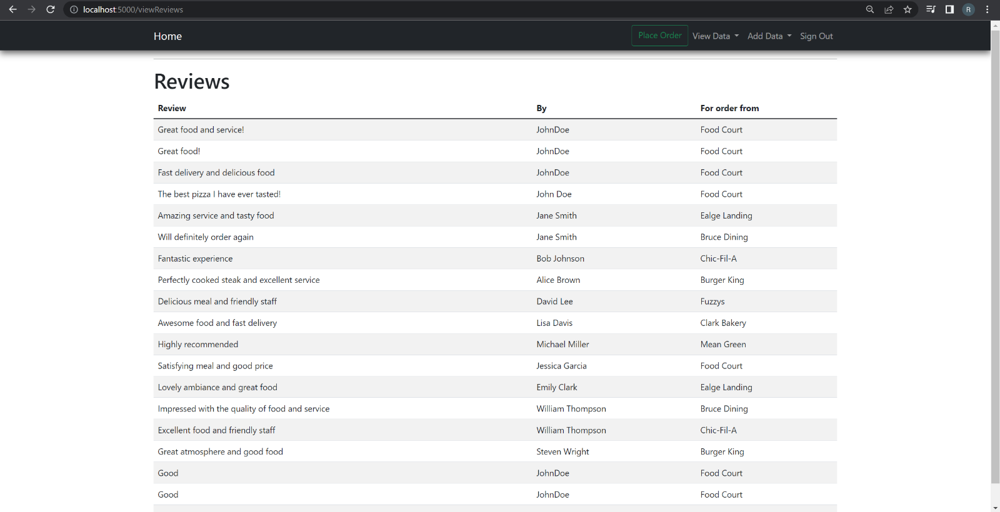 localhost:5000/viewReviews
R
Home Place Order View Data Add Data Sign Out
Reviews
Review By For order from
Great food and service! JohnDoe Food Court
Great food! JohnDoe Food Court
Fast delivery and delicious food JohnDoe Food Court
The best pizza I have ever tasted! John Doe Food Court
Amazing service and tasty food Jane Smith Ealge Landing
Will definitely order again Jane Smith Bruce Dining
Fantastic experience Bob Johnson Chic-Fil-A
Perfectly cooked steak and excellent service Alice Brown Burger King
Delicious meal and friendly staff David Lee Fuzzys
Awesome food and fast delivery Lisa Davis Clark Bakery
Highly recommended Michael Miller Mean Green
Satisfying meal and good price Jessica Garcia Food Court
Lovely ambiance and great food Emily Clark Ealge Landing
Impressed with the quality of food and service William Thompson Bruce Dining
Excellent food and friendly staff William Thompson Chic-Fil-A
Great atmosphere and good food Steven Wright Burger King
Good JohnDoe Food Court
Good JohnDoe Food Court